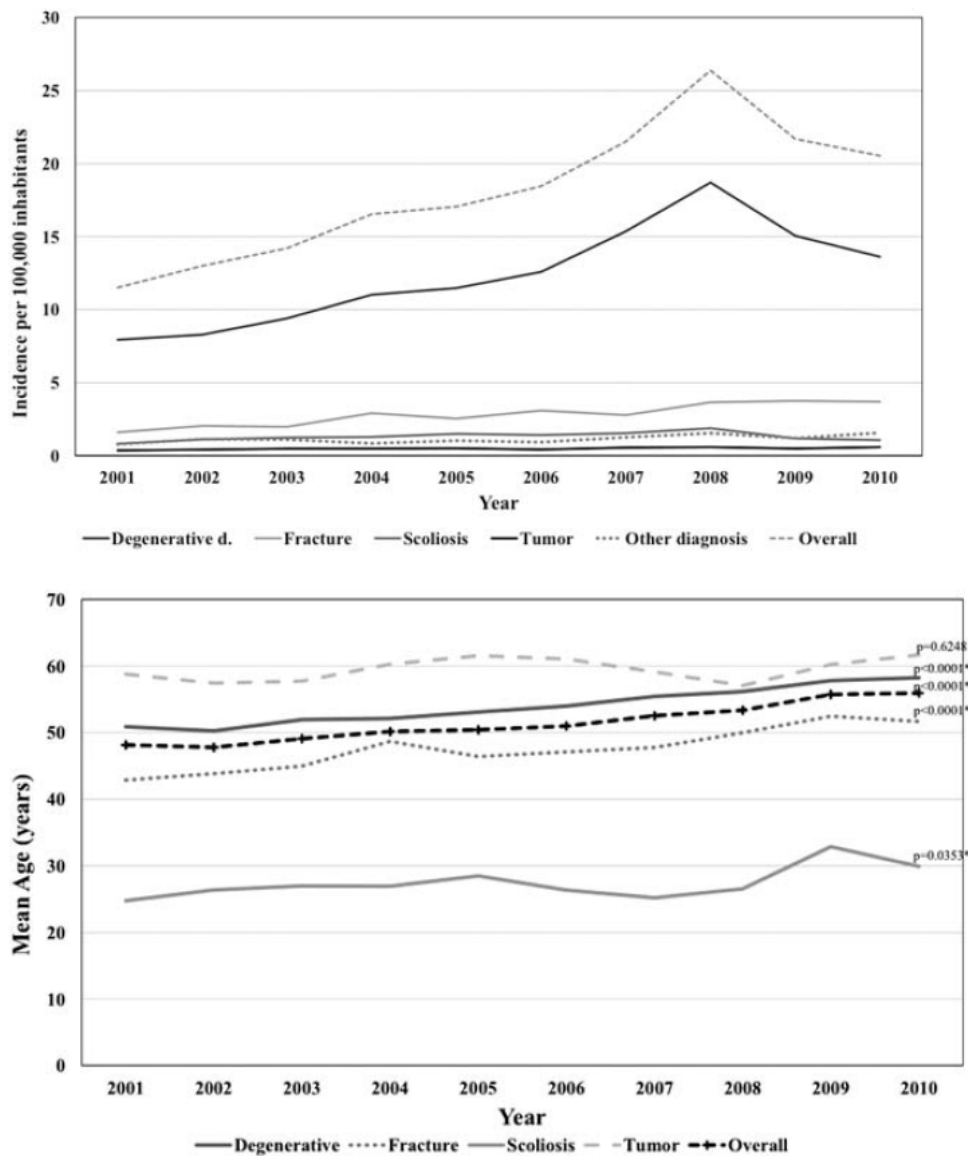 30
25
20
15
10
5
0
Incidence per 100,000 inhabitants
2001 2002 2003 2004 2005 2006 2007 2008 2009 2010
Year
Degenerative d. Fracture Scoliosis Tumor Other diagnosis Overall
70
60
50
40
30
20
10
0
Mean Age (years)
p=0.6248
p<0.0001*
p<0.0001*
p<0.0001*
p=0.0353*
2001 2002 2003 2004 2005 2006 2007 2008 2009 2010
Year
Degenerative Fracture Scoliosis Tumor Overall